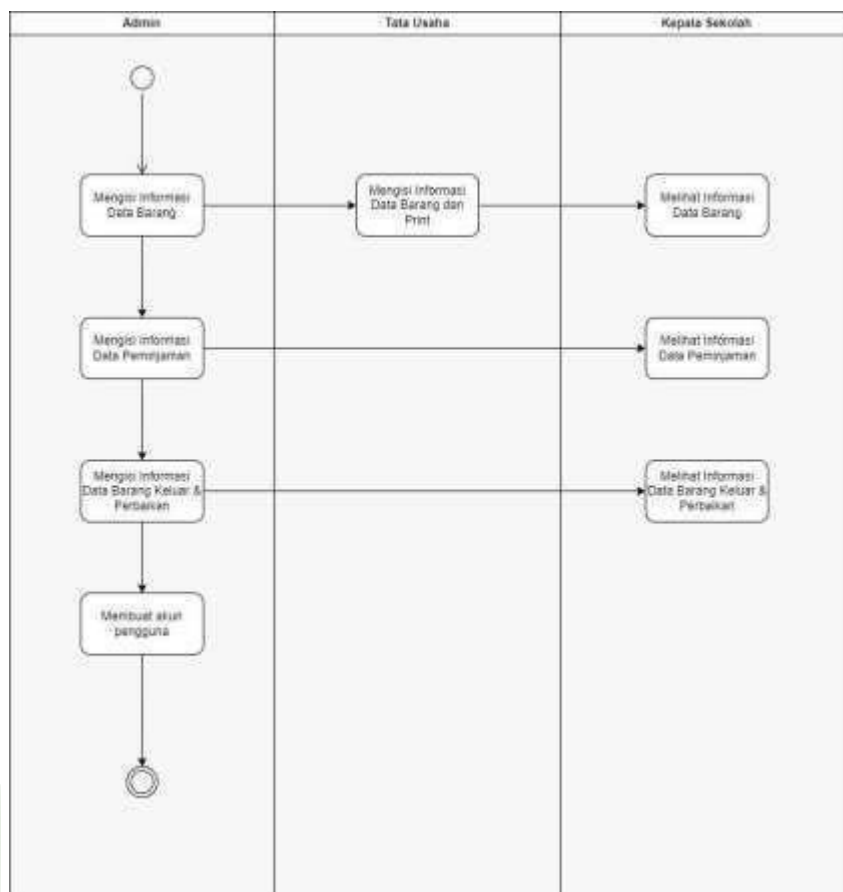 Admin
Tata Usaha
Kepala Sekolah
Mengisi Informasi
Data Barang
Mengisi Informasi
Data Barang dan
Print
Melihat Informasi
Data Barang
Mengisi Informasi
Data Peminjaman
Melihat Informasi
Data Peminjaman
Mengisi Informasi
Data Barang Keluar &
Perbaikan
Melihat Informasi
Data Barang Keluar &
Perbaikan
Membuat akun
pengguna